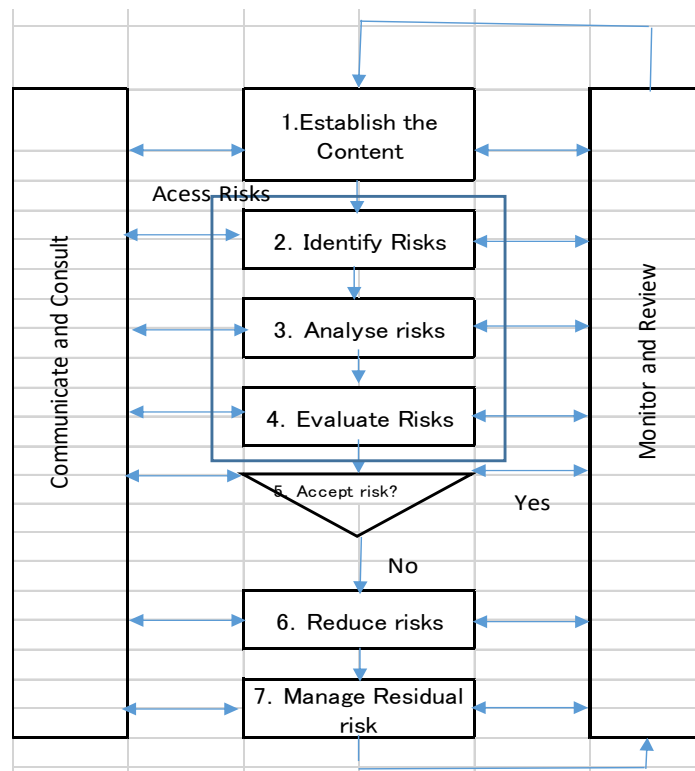 1.Establish the
Content
Acess Risks
2. Identify Risks
3. Analyse risks
4. Evaluate Risks
5. Accept risk?
Yes
No
6. Reduce risks
7. Manage Residual
risk
Communicate and Consult
Monitor and Review